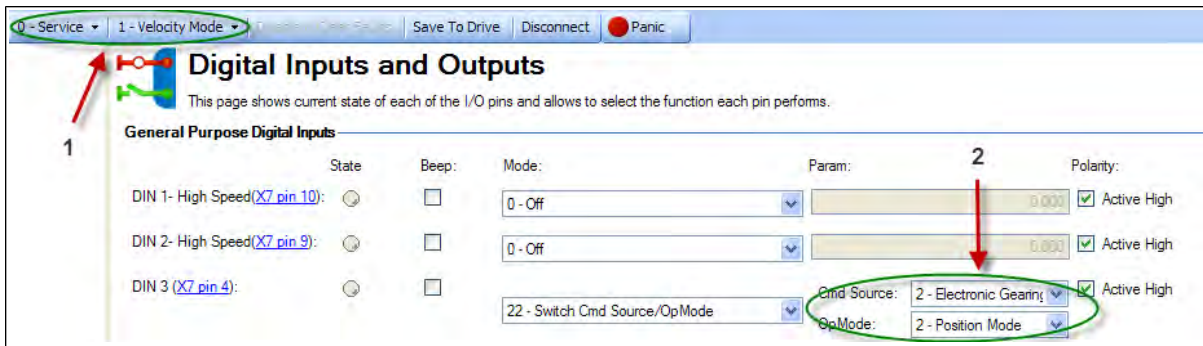 0 - Service 1 - Velocity Mode Save To Drive Disconnect Panic
Digital Inputs and Outputs
This page shows current state of each of the I/O pins and allows to select the function each pin performs.
1
General Purpose Digital Inputs
2
State Beep: Mode: Param: Polarity:
DIN 1- High Speed(X7 pin 10): 0 - Off 0.000 Active High
DIN 2- High Speed(X7 pin 9): 0 - Off 0.000 Active High
DIN 3 (X7 pin 4): 22 - Switch Cmd Source/OpMode Cmd Source: 2 - Electronic Gearing Active High
OpMode: 2 - Position Mode